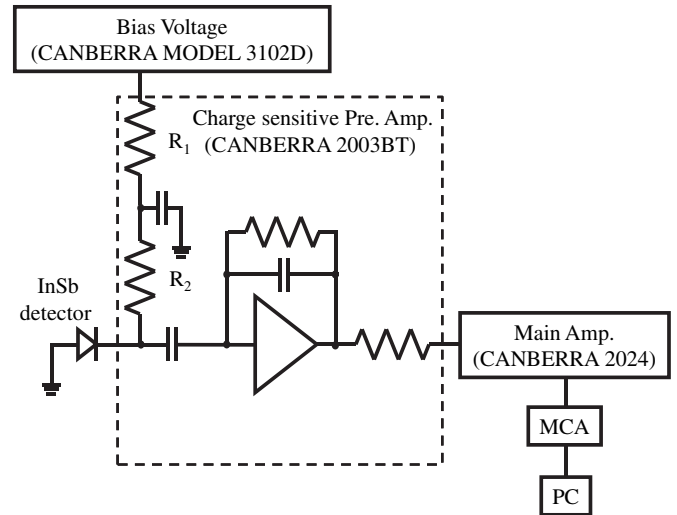 Bias Voltage
(CANBERRA MODEL 3102D)
Charge sensitive Pre. Amp.
(CANBERRA 2003BT)
R1
R2
InSb
detector
Main Amp.
(CANBERRA 2024)
MCA
PC